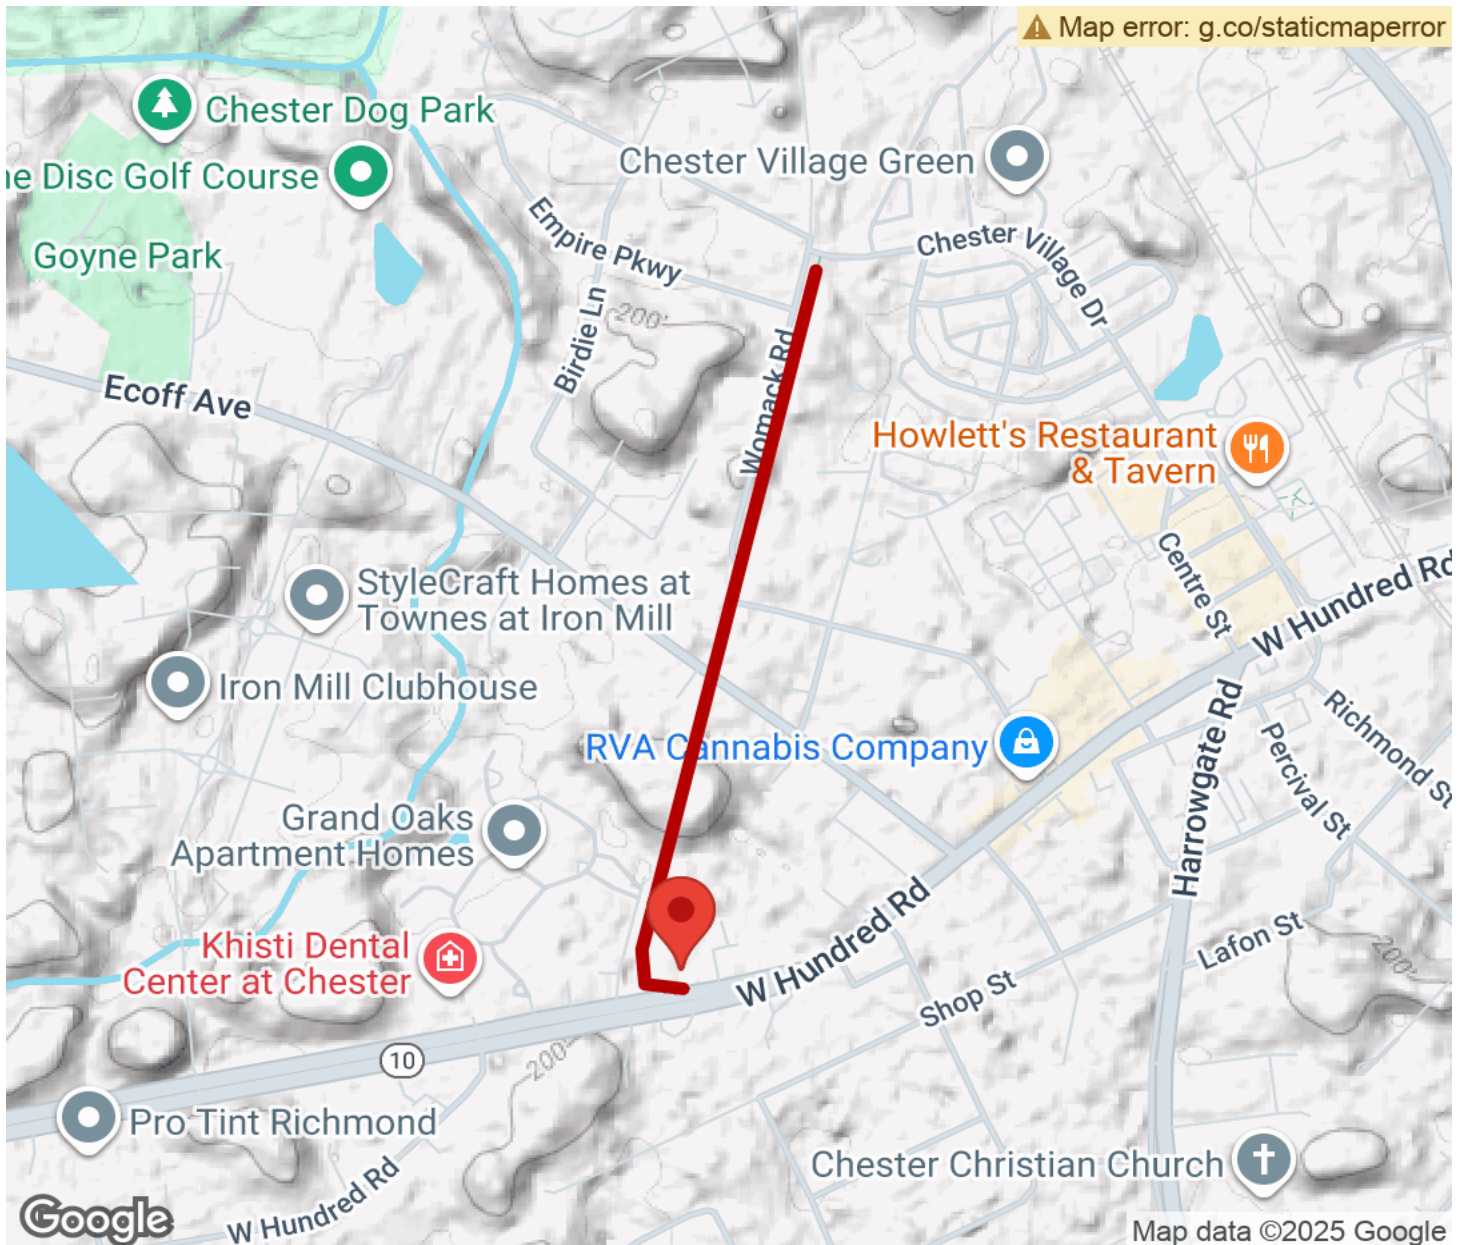 Map error: g.co/staticmaperror
Chester Dog Park
ne Disc Golf Course
Chester Village Green
Goyne Park
Empire Pkwy
Chester Village Dr
Birdie Ln
200'
Womack Rd
Ecoff Ave
Howlett's Restaurant
& Tavern
Centre St
StyleCraft Homes at
Townes at Iron Mill
W Hundred Rd
Iron Mill Clubhouse
Harrowgate Rd
Richmond St
Percival St
RVA Cannabis Company
Grand Oaks
Apartment Homes
W Hundred Rd
Lafon St
200'
Khisti Dental
Center at Chester
Shop St
10
200'
Pro Tint Richmond
Chester Christian Church
W Hundred Rd
Google
Map data ©2025 Google